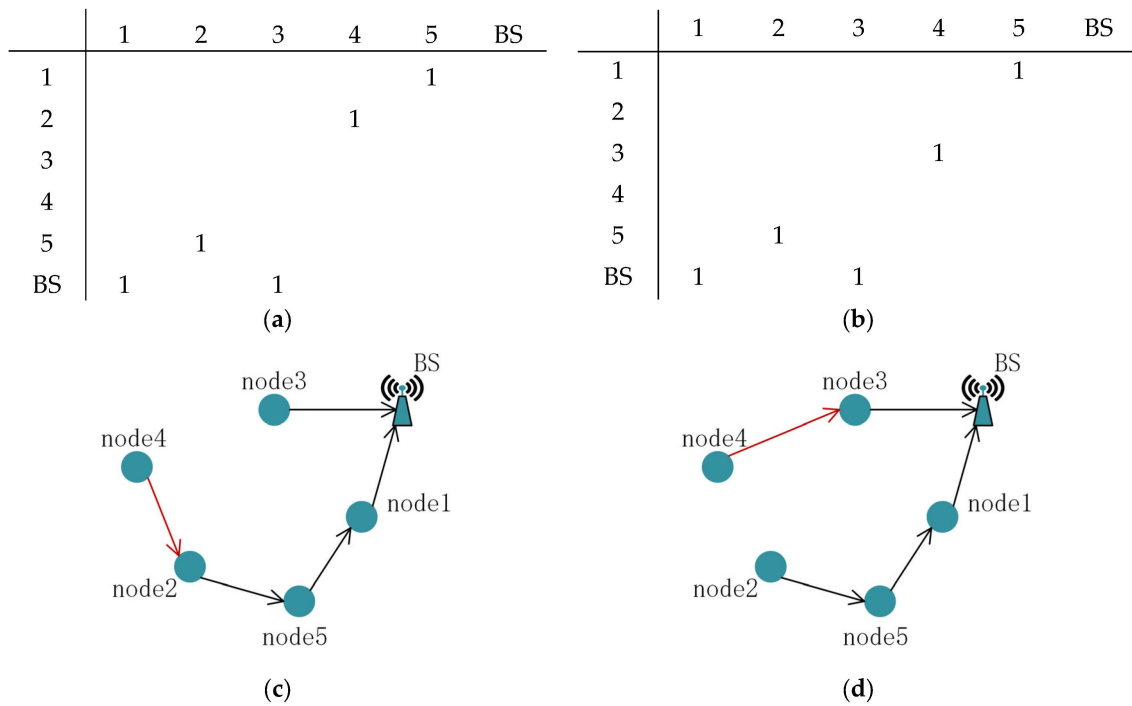 1 2 3 4 5 BS
1 1
2 1
3
4
5 1
BS 1 1
(a)
1 2 3 4 5 BS
1 1
2
3 1
4
5 1
BS 1 1
(b)
BS
node3
node4
node1
node2
node5
(c)
BS
node3
node4
node1
node2
node5
(d)